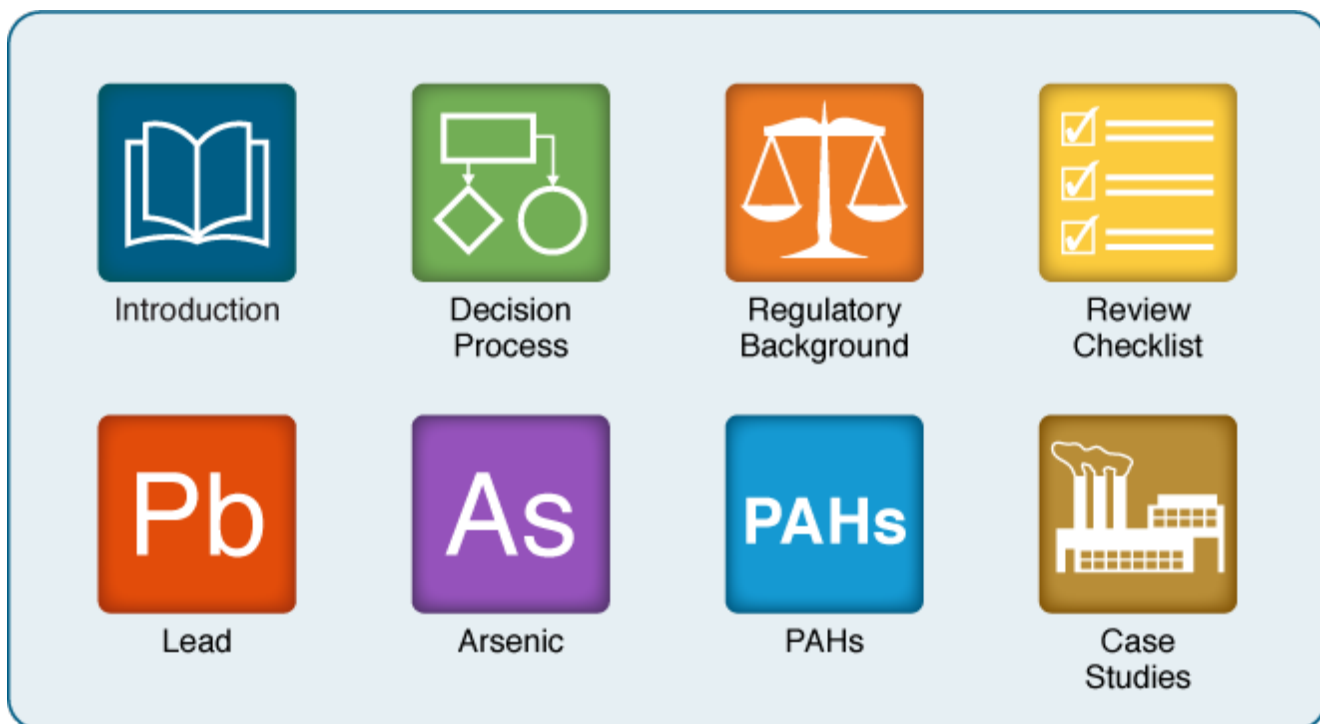 Introduction
Decision
Process
Regulatory
Background
Review
Checklist
Pb
As
PAHs
Lead
Arsenic
PAHs
Case
Studies